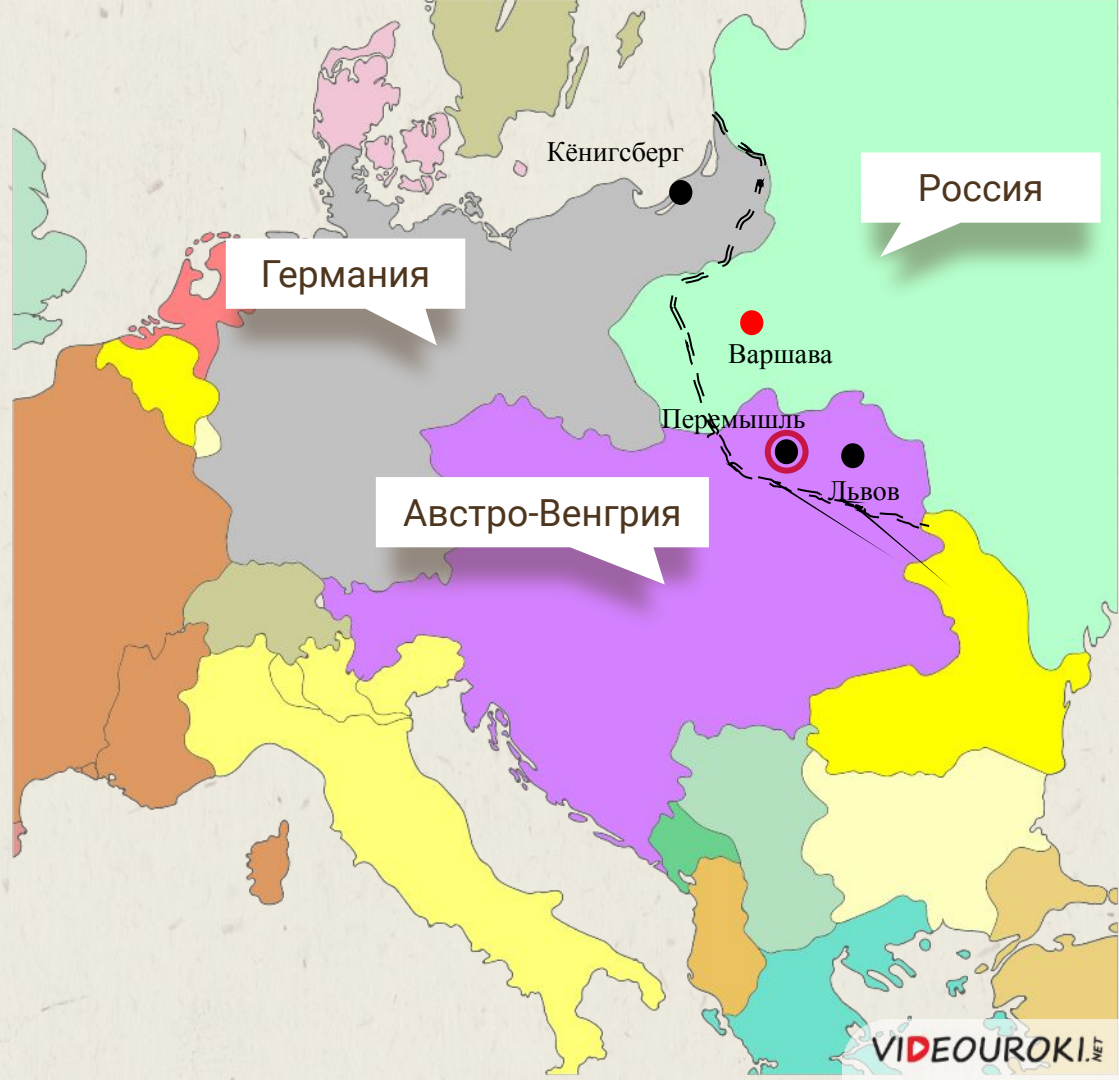 Кёнигсберг
Россия
Германия
Варшава
Перемышль
Львов
Австро-Венгрия
VIDEOUROKI.NET